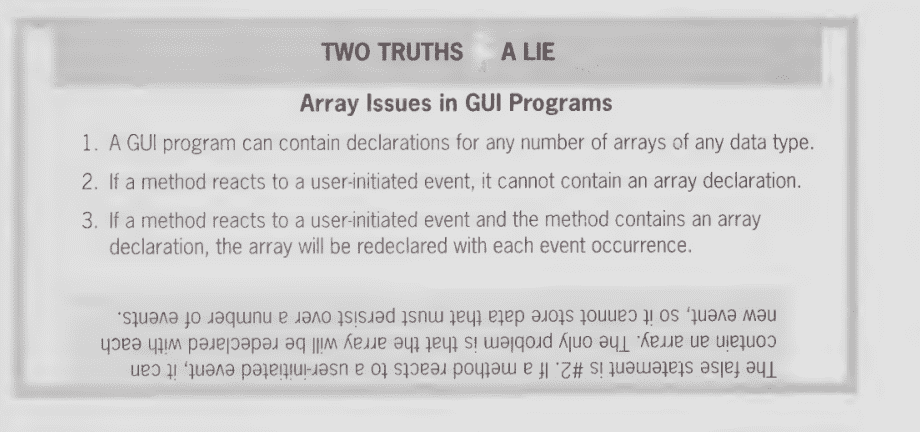 TWO TRUTHS A LIE
Array Issues in GUI Programs
1. A GUI program can contain declarations for any number of arrays of any data type.
2. If a method reacts to a user-initiated event, it cannot contain an array declaration.
3. If a method reacts to a user-initiated event and the method contains an array
declaration, the array will be redeclared with each event occurrence.
The false statement is #2. If a method reacts to a user-initiated event, it can
contain an array. The only problem is that the array will be redeclared with each
new event, so it cannot store data that must persist over a number of events.